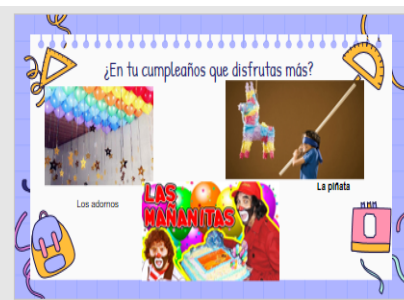 ¿En tu cumpleaños que disfrutas más?
La piñata
Los adornos
LAS
MAÑANITAS